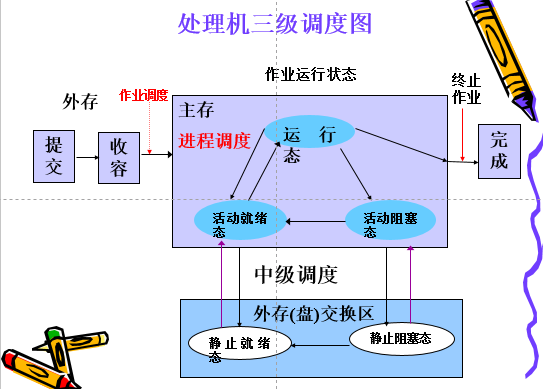 处理机三级调度图
作业运行状态
终止
作业
外存
作业调度
主存
进程调度
运 行
态
提
交
收
容
完
成
活动就绪
态
活动阻塞
态
中级调度
外存(盘)交换区
静止就绪
态
静止阻塞态